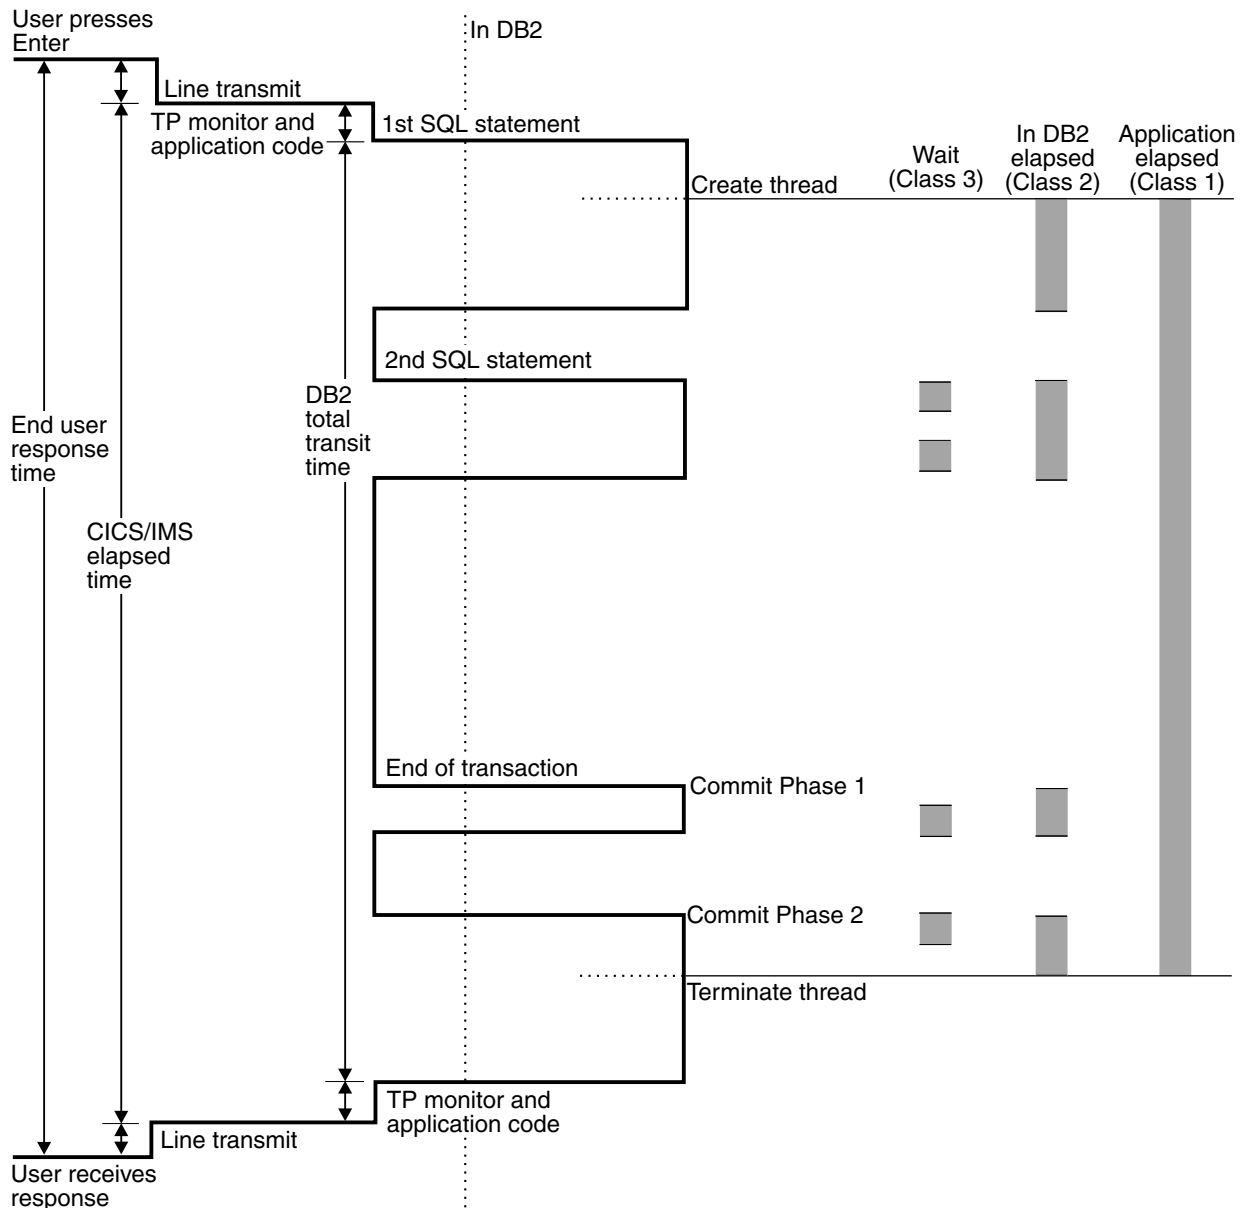 User presses
Enter
In DB2
Line transmit
TP monitor and
application code
1st SQL statement
Wait
(Class 3)
In DB2
elapsed
(Class 2)
Application
elapsed
(Class 1)
Create thread
2nd SQL statement
DB2
total
transit
time
End user
response
time
CICS/IMS
elapsed
time
End of transaction
Commit Phase 1
Commit Phase 2
Terminate thread
TP monitor and
application code
Line transmit
User receives
response